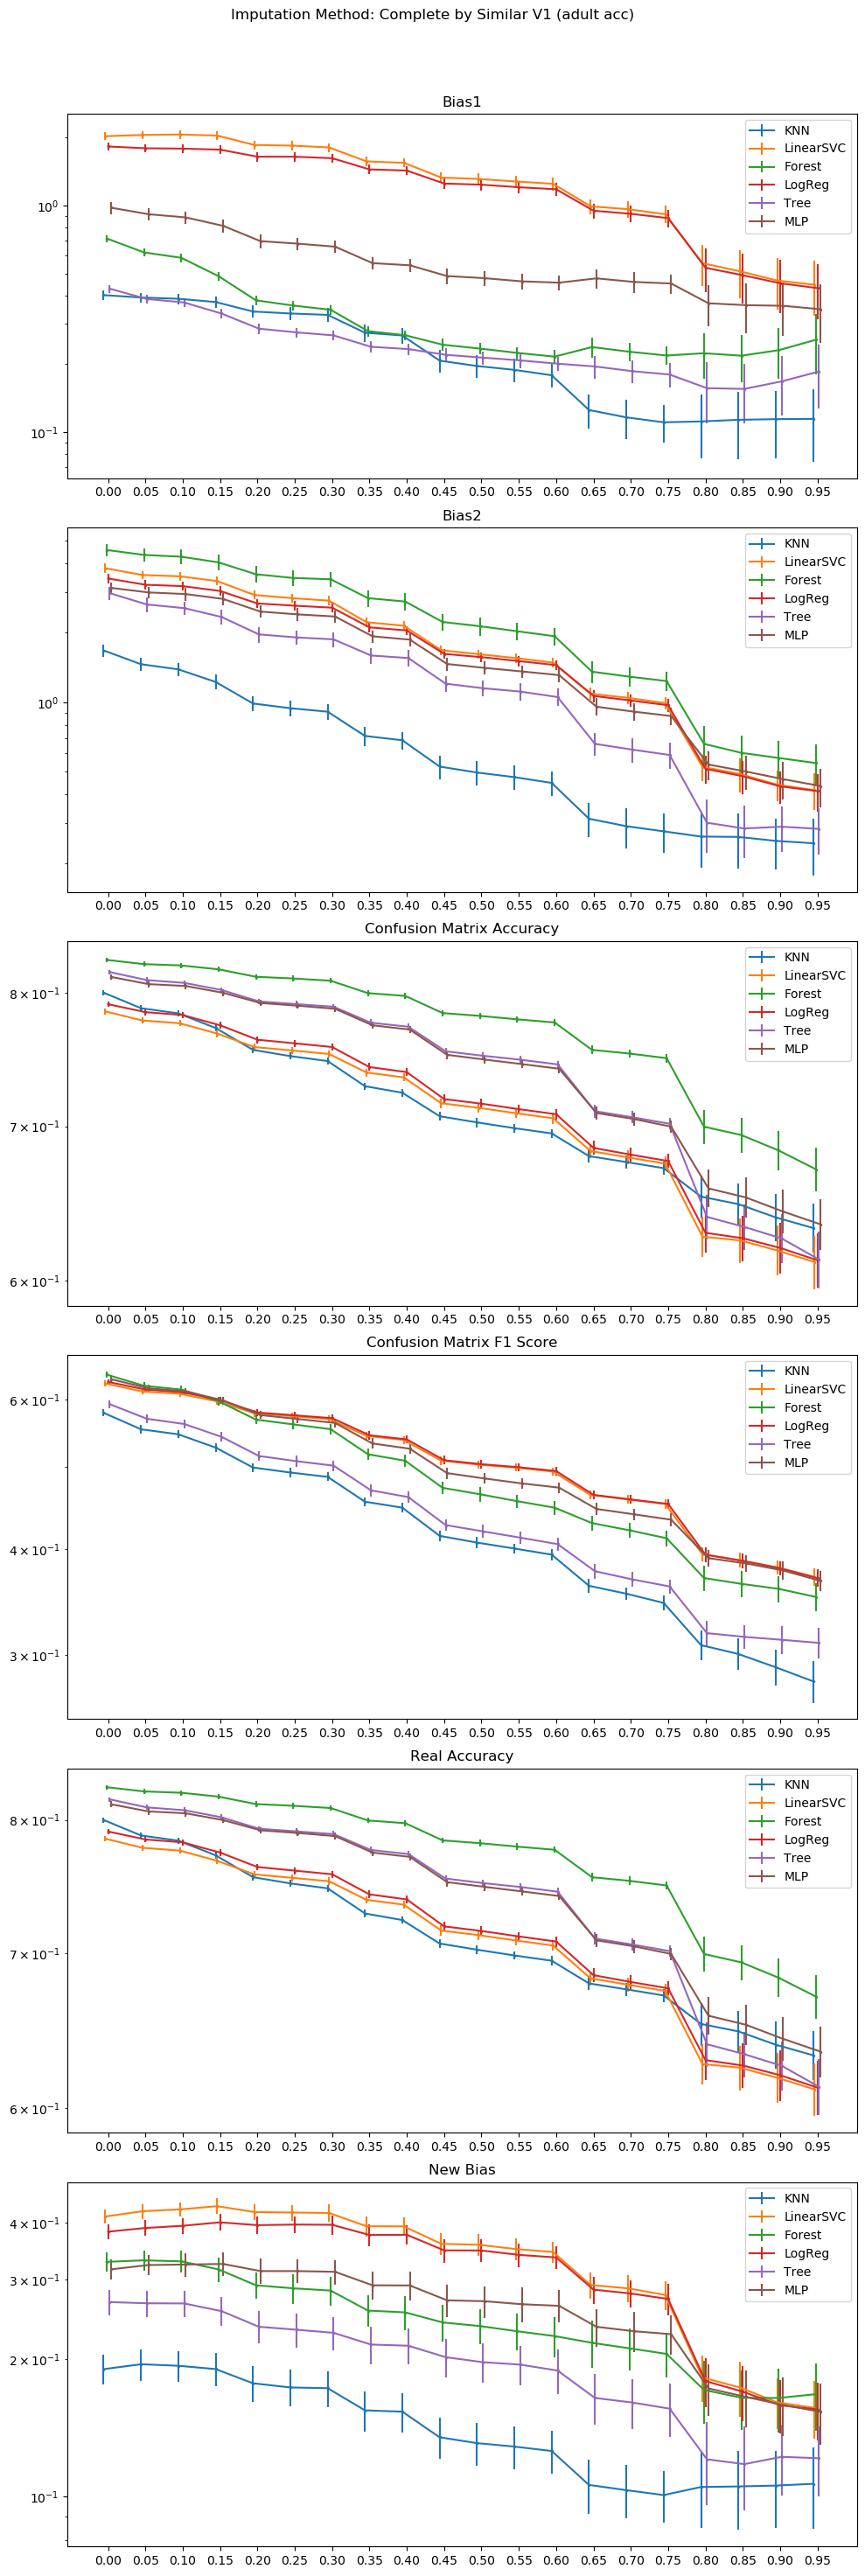 Imputation Method: Complete by Similar V1 (adult acc)
Bias1
KNN
LinearSVC
Forest
LogReg
Tree
MLP
10⁰
10⁻¹
0.00 0.05 0.10 0.15 0.20 0.25 0.30 0.35 0.40 0.45 0.50 0.55 0.60 0.65 0.70 0.75 0.80 0.85 0.90 0.95
Bias2
KNN
LinearSVC
Forest
LogReg
Tree
MLP
10⁰
0.00 0.05 0.10 0.15 0.20 0.25 0.30 0.35 0.40 0.45 0.50 0.55 0.60 0.65 0.70 0.75 0.80 0.85 0.90 0.95
Confusion Matrix Accuracy
KNN
LinearSVC
Forest
LogReg
Tree
MLP
8 × 10⁻¹
7 × 10⁻¹
6 × 10⁻¹
0.00 0.05 0.10 0.15 0.20 0.25 0.30 0.35 0.40 0.45 0.50 0.55 0.60 0.65 0.70 0.75 0.80 0.85 0.90 0.95
Confusion Matrix F1 Score
KNN
LinearSVC
Forest
LogReg
Tree
MLP
6 × 10⁻¹
4 × 10⁻¹
3 × 10⁻¹
0.00 0.05 0.10 0.15 0.20 0.25 0.30 0.35 0.40 0.45 0.50 0.55 0.60 0.65 0.70 0.75 0.80 0.85 0.90 0.95
Real Accuracy
KNN
LinearSVC
Forest
LogReg
Tree
MLP
8 × 10⁻¹
7 × 10⁻¹
6 × 10⁻¹
0.00 0.05 0.10 0.15 0.20 0.25 0.30 0.35 0.40 0.45 0.50 0.55 0.60 0.65 0.70 0.75 0.80 0.85 0.90 0.95
New Bias
KNN
LinearSVC
Forest
LogReg
Tree
MLP
4 × 10⁻¹
3 × 10⁻¹
2 × 10⁻¹
10⁻¹
0.00 0.05 0.10 0.15 0.20 0.25 0.30 0.35 0.40 0.45 0.50 0.55 0.60 0.65 0.70 0.75 0.80 0.85 0.90 0.95